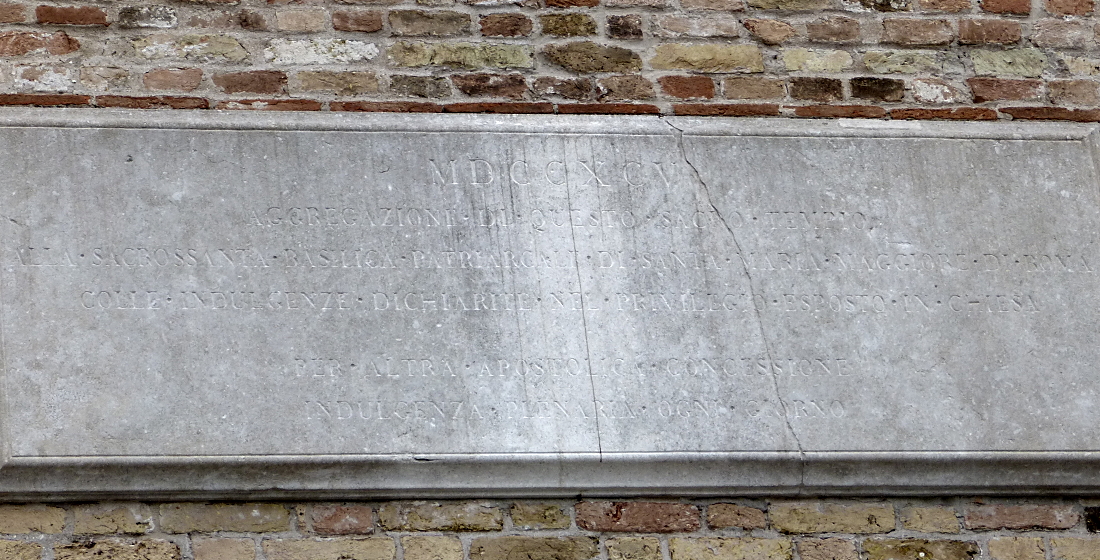 MDCCXCV
AGGREGAZIONE · DI · QUESTO · SACRO · TEMPIO
ALLA · SACROSSANTA · BASILICA · PATRIARCALE · DI · SANTA · MARIA · MAGGIORE · DI · ROMA
COLLE · INDULGENZE · DICHIARITE · NEL · PRIVILEGIO · ESPOSTO · IN · CHIESA
PER · ALTRA · APOSTOLICA · CONCESSIONE
INDULGENZA · PLENARIA · OGNI · GIORNO